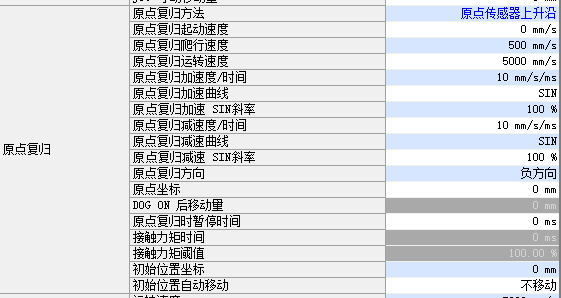 原点复归方法 原点传感器上升沿
原点复归起动速度 0 mm/s
原点复归爬行速度 500 mm/s
原点复归运转速度 5000 mm/s
原点复归加速度/时间 10 mm/s/ms
原点复归加速曲线 SIN
原点复归加速 SIN斜率 100 %
原点复归减速度/时间 10 mm/s/ms
原点复归减速曲线 SIN
原点复归 原点复归减速 SIN斜率 100 %
原点复归方向 负方向
原点坐标 0 mm
DOG ON 后移动量 0 mm
原点复归时暂停时间 0 ms
接触力矩时间 0 ms
接触力矩阈值 100.00 %
初始位置坐标 0 mm
初始位置自动移动 不移动